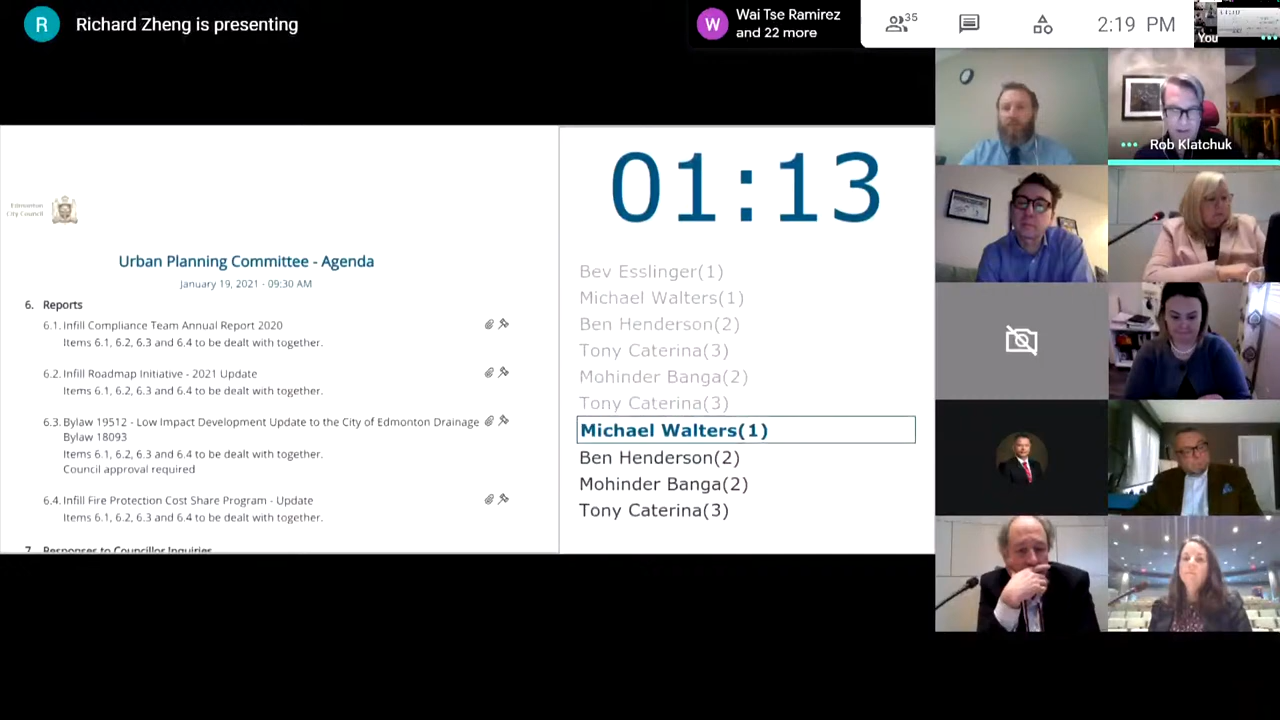 R
Richard Zheng is presenting
W
Wai Tse Ramirez
and 22 more
35
2:19 PM
You
Rob Klatchuk
Edmonton
City Council
Urban Planning Committee - Agenda
January 19, 2021 - 09:30 AM
6. Reports
6.1. Infill Compliance Team Annual Report 2020
Items 6.1, 6.2, 6.3 and 6.4 to be dealt with together.
6.2. Infill Roadmap Initiative - 2021 Update
Items 6.1, 6.2, 6.3 and 6.4 to be dealt with together.
6.3. Bylaw 19512 - Low Impact Development Update to the City of Edmonton Drainage
Bylaw 18093
Items 6.1, 6.2, 6.3 and 6.4 to be dealt with together.
Council approval required
6.4. Infill Fire Protection Cost Share Program - Update
Items 6.1, 6.2, 6.3 and 6.4 to be dealt with together.
7. Responses to Councillor Inquiries
01:13
Bev Esslinger(1)
Michael Walters(1)
Ben Henderson(2)
Tony Caterina(3)
Mohinder Banga(2)
Tony Caterina(3)
Michael Walters(1)
Ben Henderson(2)
Mohinder Banga(2)
Tony Caterina(3)